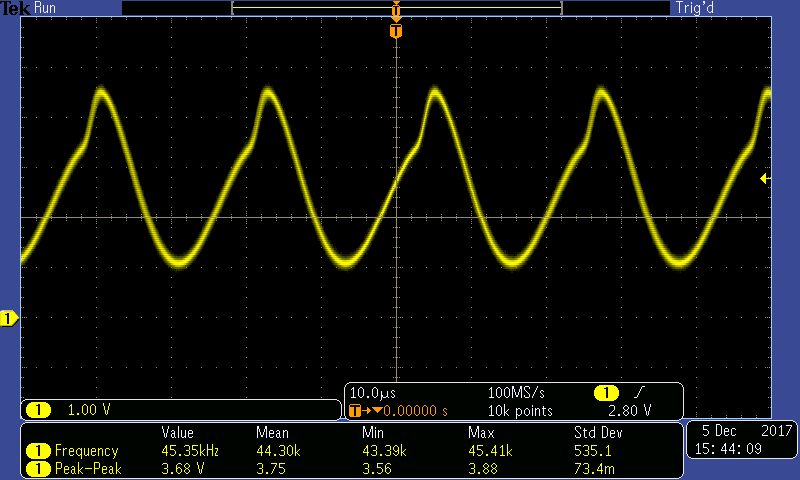 Tek Run Trig'd
T
T
1
10.0µs 100MS/s 1
1 1.00 V T→▼0.00000 s 10k points 2.80 V
Value Mean Min Max Std Dev
1 Frequency 45.35kHz 44.30k 43.39k 45.41k 535.1
1 Peak-Peak 3.68 V 3.75 3.56 3.88 73.4m
5 Dec 2017
15:44:09